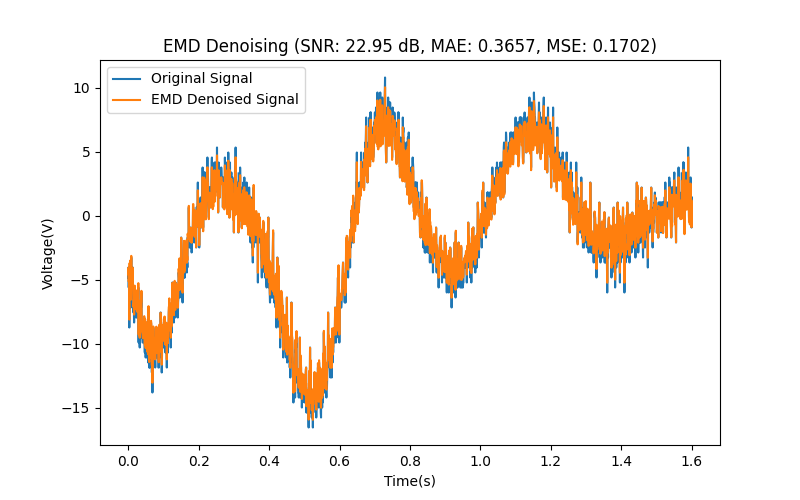 EMD Denoising (SNR: 22.95 dB, MAE: 0.3657, MSE: 0.1702)
Original Signal
EMD Denoised Signal
10
5
0
−5
−10
−15
Voltage(V)
0.0 0.2 0.4 0.6 0.8 1.0 1.2 1.4 1.6
Time(s)